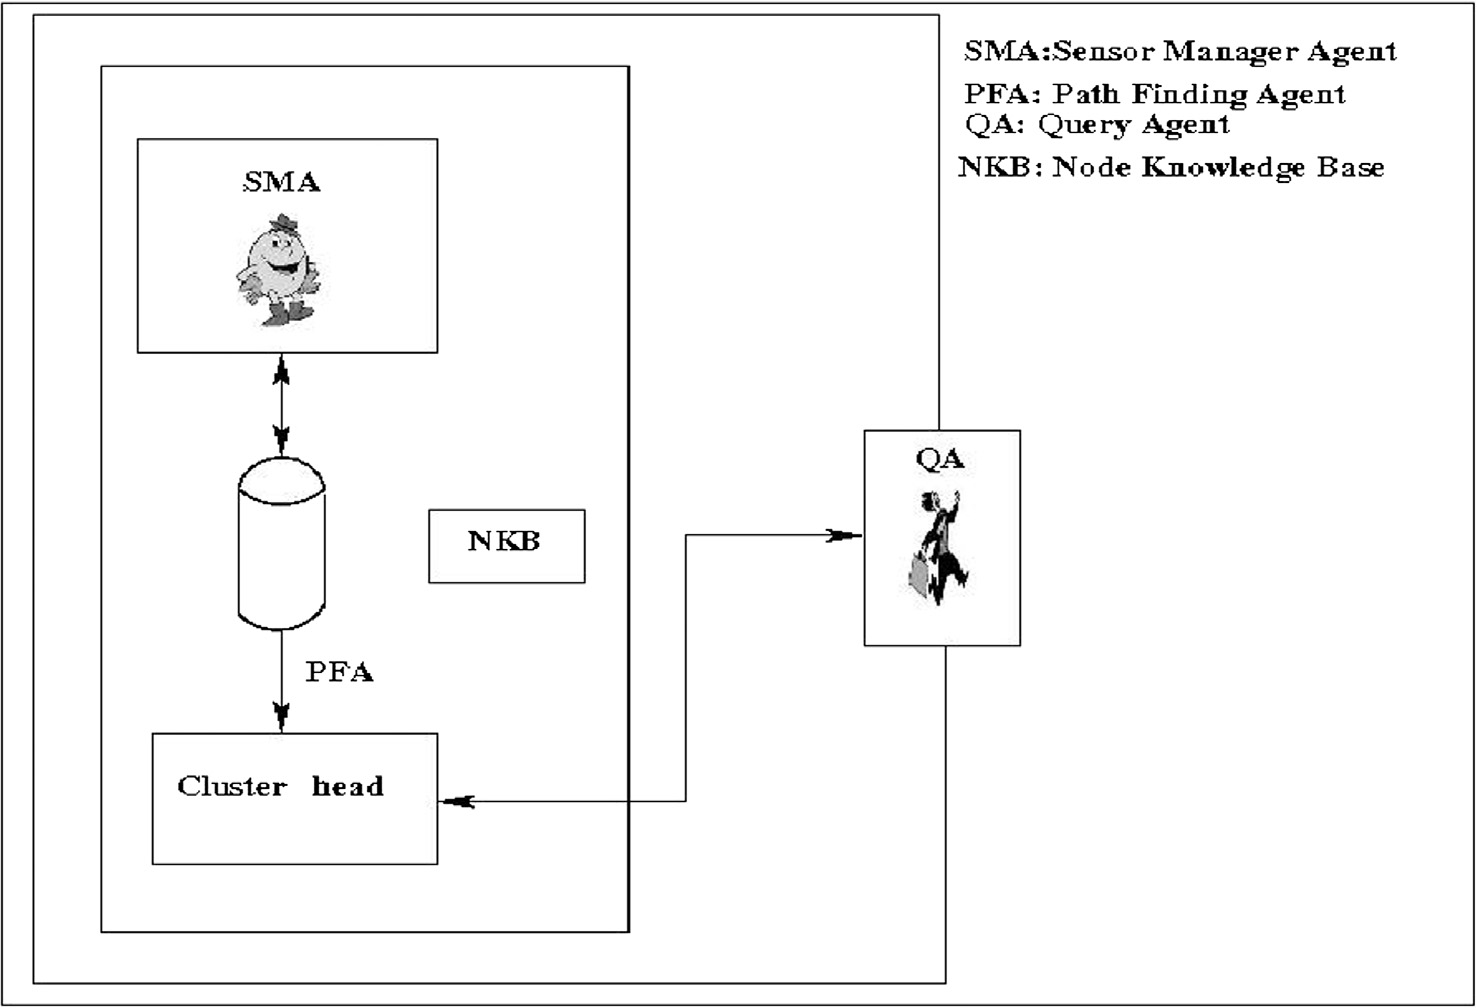 SMA:Sensor Manager Agent
PFA: Path Finding Agent
QA: Query Agent
NKB: Node Knowledge Base
SMA
QA
NKB
PFA
Cluster head